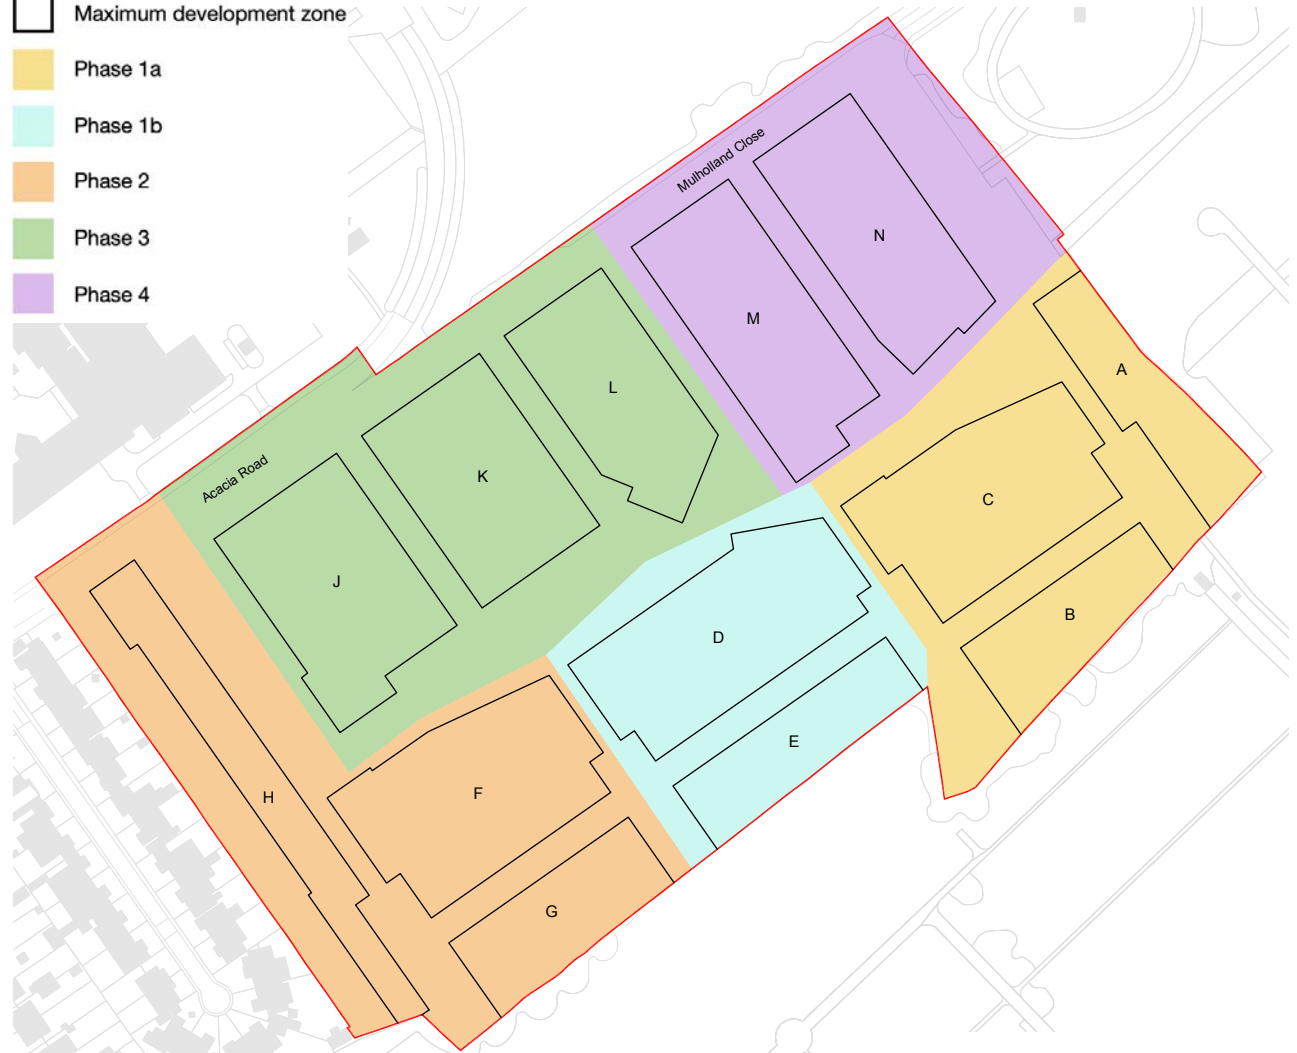 Maximum development zone
Phase 1a
Phase 1b
Phase 2
Phase 3
Phase 4
Mulholland Close
N
M
A
L
K
C
Acacia Road
J
B
D
E
F
H
G